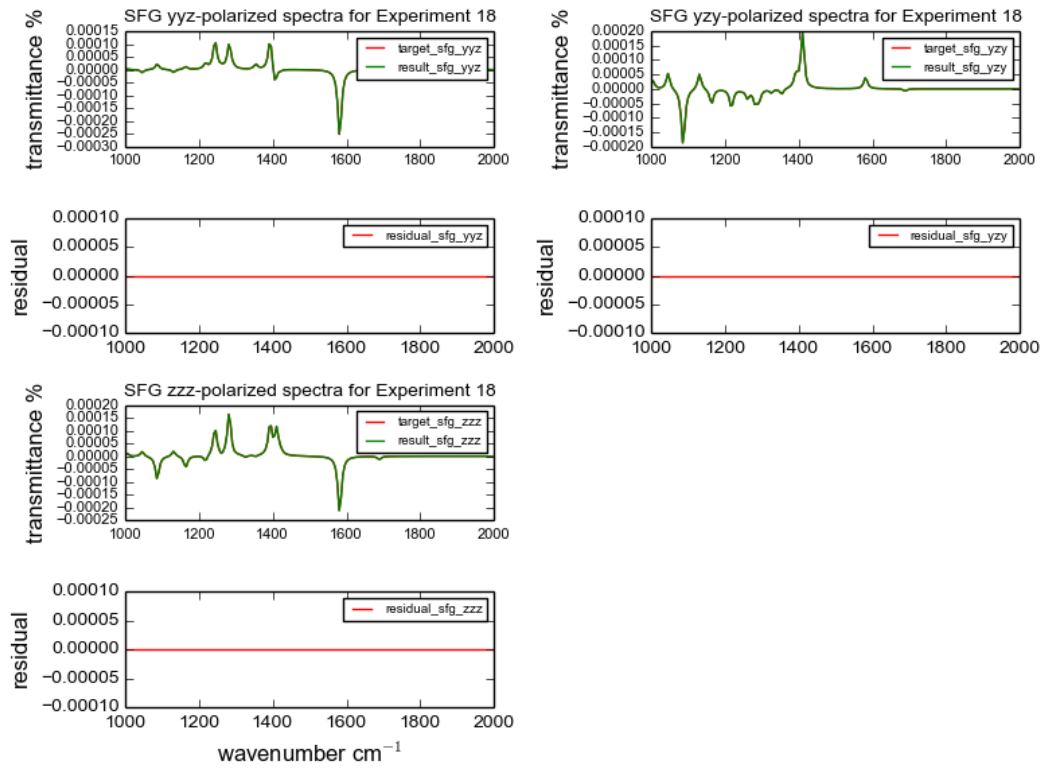 SFG yyz-polarized spectra for Experiment 18
transmittance %
0.00015
0.00010
0.00005
0.00000
−0.00005
−0.00010
−0.00015
−0.00020
−0.00025
−0.00030
target_sfg_yyz
result_sfg_yyz
1000 1200 1400 1600 1800 2000
SFG yzy-polarized spectra for Experiment 18
transmittance %
0.00020
0.00015
0.00010
0.00005
0.00000
−0.00005
−0.00010
−0.00015
−0.00020
target_sfg_yzy
result_sfg_yzy
1000 1200 1400 1600 1800 2000
residual
0.00010
0.00005
0.00000
−0.00005
−0.00010
residual_sfg_yyz
1000 1200 1400 1600 1800 2000
residual
0.00010
0.00005
0.00000
−0.00005
−0.00010
residual_sfg_yzy
1000 1200 1400 1600 1800 2000
SFG zzz-polarized spectra for Experiment 18
transmittance %
0.00020
0.00015
0.00010
0.00005
0.00000
−0.00005
−0.00010
−0.00015
−0.00020
−0.00025
target_sfg_zzz
result_sfg_zzz
1000 1200 1400 1600 1800 2000
residual
0.00010
0.00005
0.00000
−0.00005
−0.00010
residual_sfg_zzz
1000 1200 1400 1600 1800 2000
wavenumber cm⁻¹